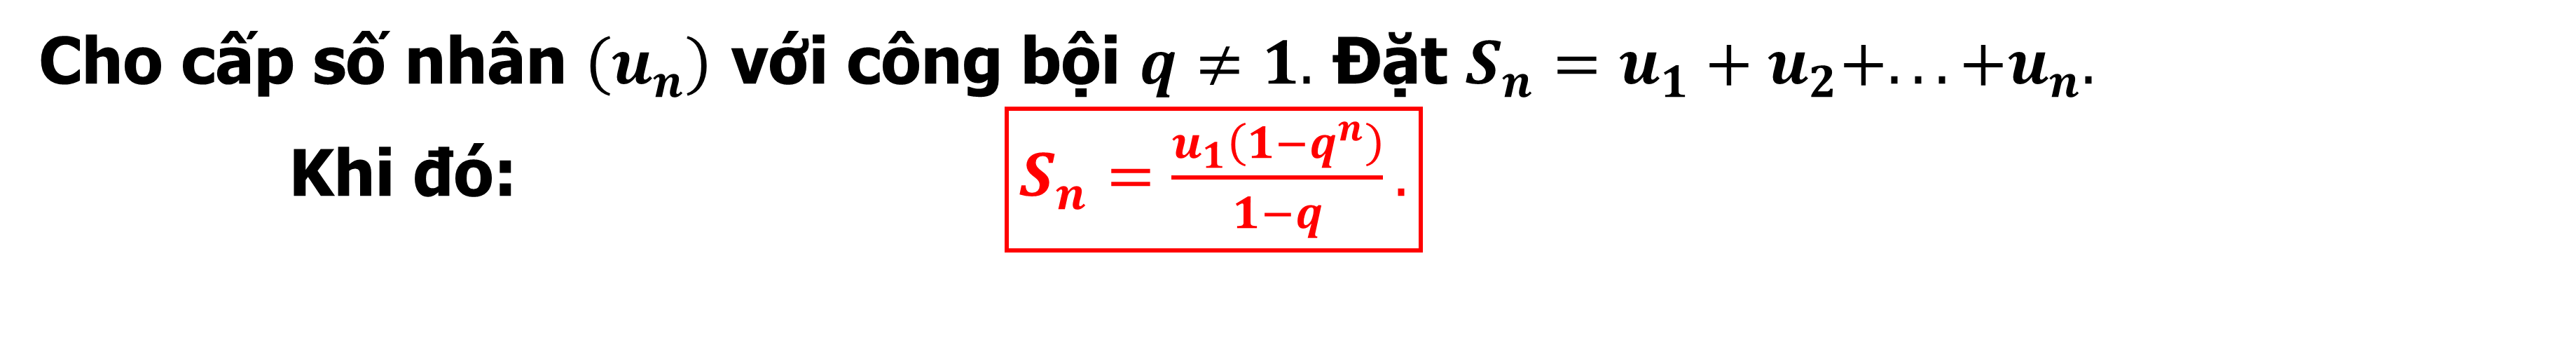 Cho cấp số nhân (uₙ) với công bội q ≠ 1. Đặt Sₙ = u₁ + u₂+...+uₙ.
Khi đó: Sₙ = u₁(1−qⁿ)/1−q.